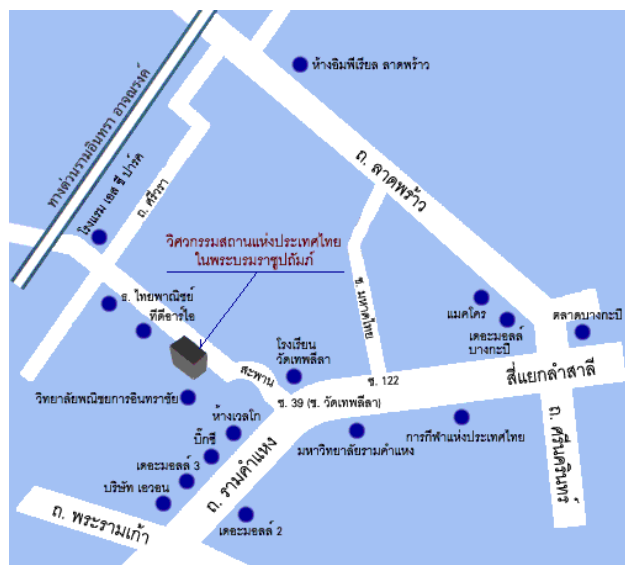 ห้างอิมพีเรียล ลาดพร้าว
ทางด่วนรามอินทรา อาจณรงค์
โรงแรม เอส ซี ปาร์ค
ถ. ศรีวรา
ถ. ลาดพร้าว
วิศวกรรมสถานแห่งประเทศไทย
ในพระบรมราชูปถัมภ์
ซ. มหาดไทย
ธ. ไทยพาณิชย์
ทีดีอาร์ไอ
แมคโคร
เดอะมอลล์
บางกะปิ
ตลาดบางกะปิ
โรงเรียน
วัดเทพลีลา
สะพาน
ซ. 122
สี่แยกลำสาลี
วิทยาลัยพณิชยการอินทราชัย
ซ. 39 (ซ. วัดเทพลีลา)
ห้างเวลโก
บิ๊กซี
เดอะมอลล์ 3
บริษัท เอวอน
ถ. รามคำแหง
มหาวิทยาลัยรามคำแหง
การกีฬาแห่งประเทศไทย
ถ. ศรีนครินทร์
ถ. พระรามเก้า
เดอะมอลล์ 2